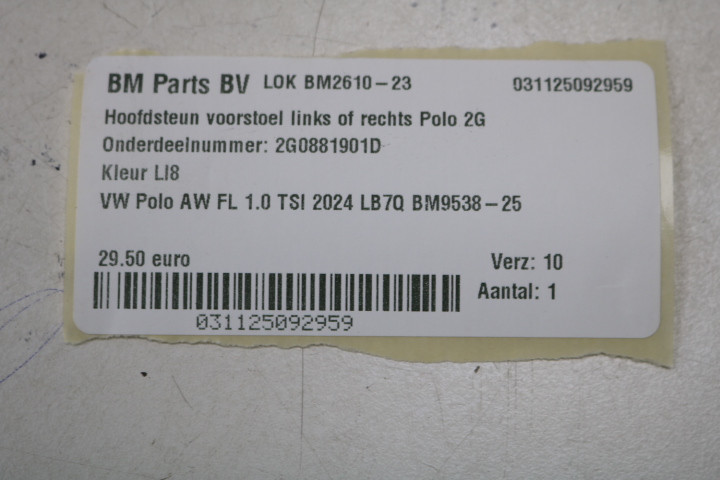 BM Parts BV LOK BM2610-23 031125092959
Hoofdsteun voorstoel links of rechts Polo 2G
Onderdeelnummer: 2G0881901D
Kleur LI8
VW Polo AW FL 1.0 TSI 2024 LB7Q BM9538-25
29.50 euro Verz: 10
Aantal: 1
031125092959